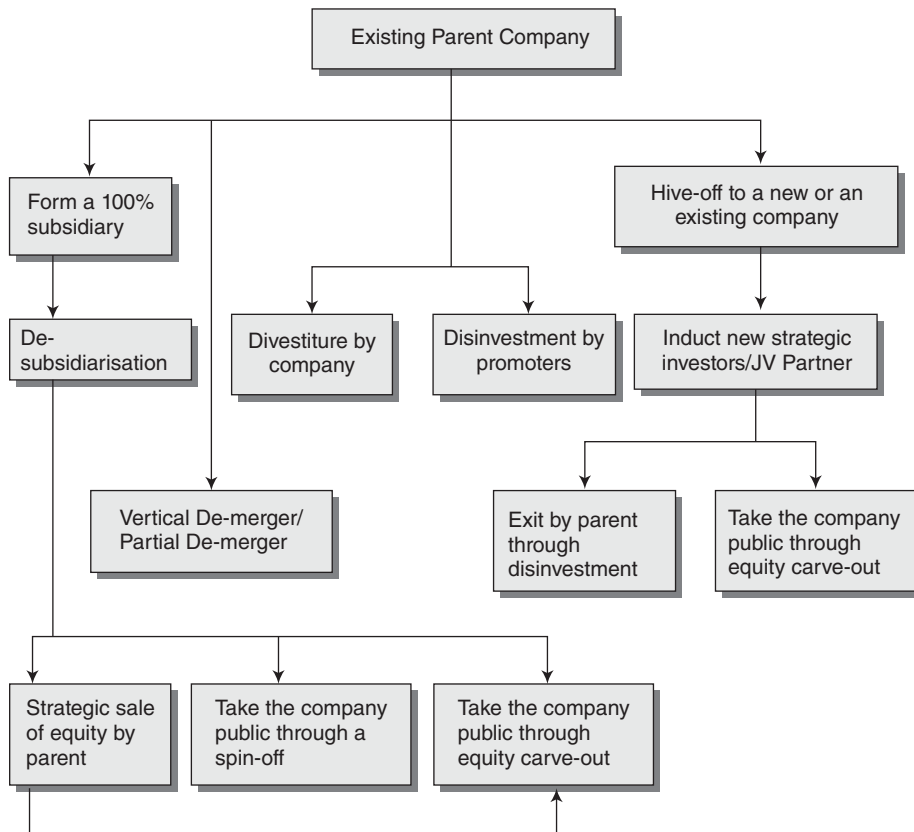 Existing Parent Company
Form a 100%
subsidiary
Hive-off to a new or an
existing company
De-
subsidiarisation
Divestiture by
company
Disinvestment by
promoters
Induct new strategic
investors/JV Partner
Vertical De-merger/
Partial De-merger
Exit by parent
through
disinvestment
Take the company
public through
equity carve-out
Strategic sale
of equity by
parent
Take the company
public through a
spin-off
Take the company
public through
equity carve-out